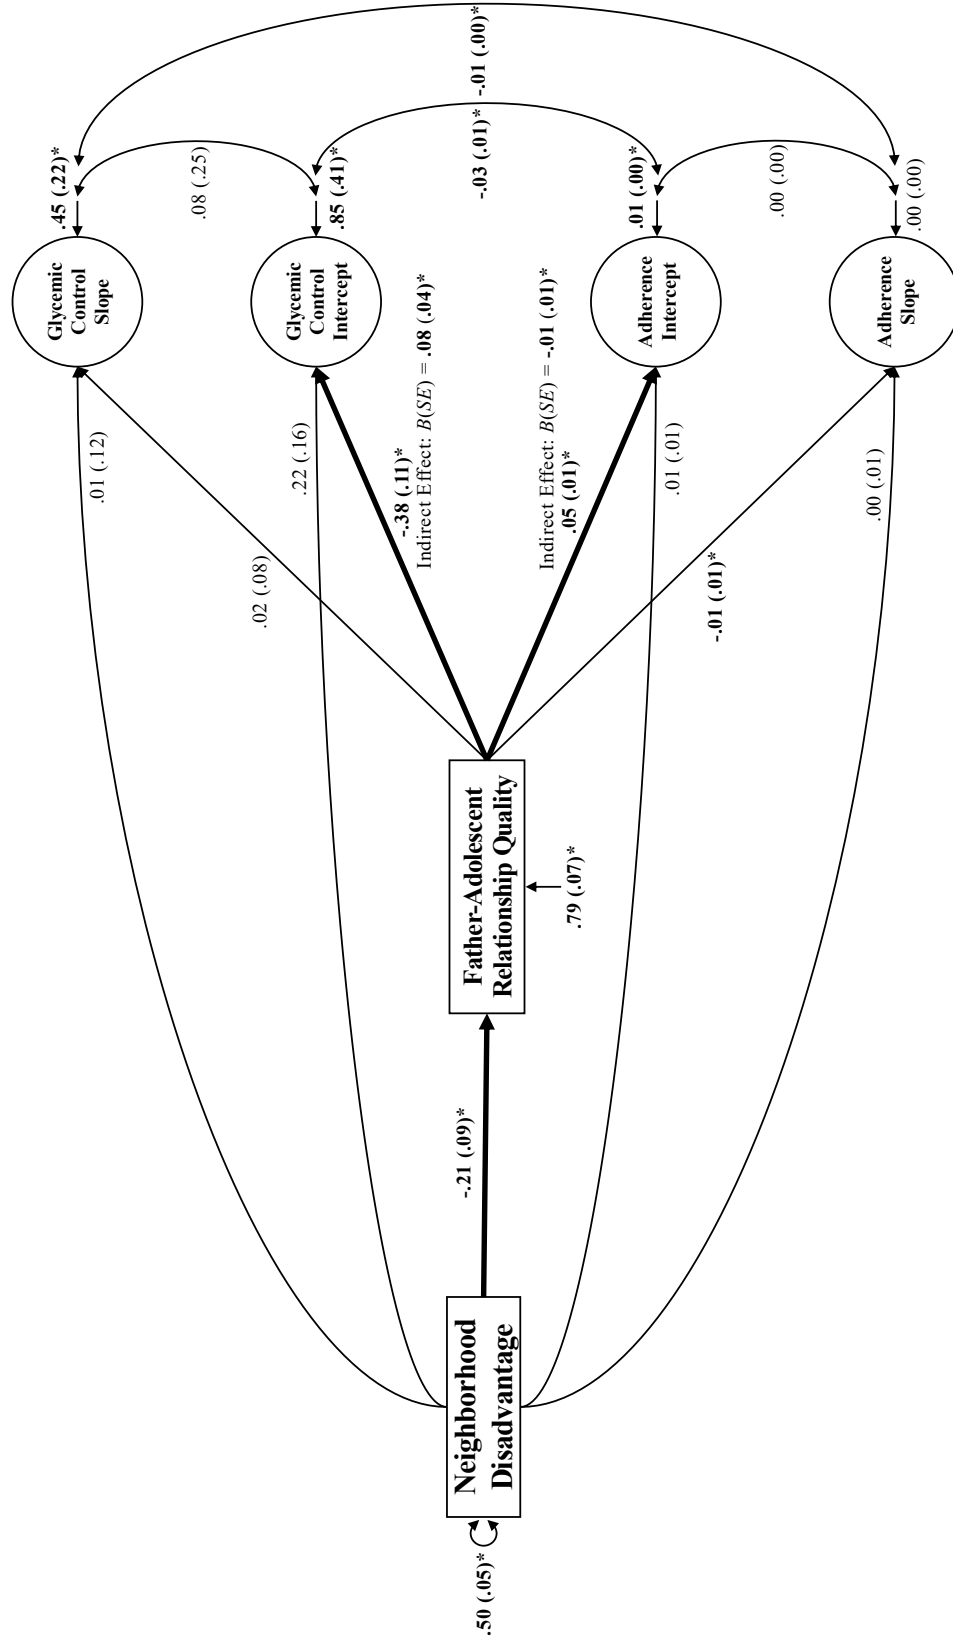 .50 (.05)*
Neighborhood
Disadvantage
-.21 (.09)*
Father-Adolescent
Relationship Quality
.79 (.07)*
.01 (.12)
.02 (.08)
.22 (.16)
-.38 (.11)*
Indirect Effect: B(SE) = .08 (.04)*
Indirect Effect: B(SE) = -.01 (.01)*
.05 (.01)*
.01 (.01)
-.01 (.01)*
.00 (.01)
Glycemic
Control
Slope
Glycemic
Control
Intercept
Adherence
Intercept
Adherence
Slope
.45 (.22)*
.08 (.25)
.85 (.41)*
-.03 (.01)*
-.01 (.00)*
.01 (.00)*
.00 (.00)
.00 (.00)